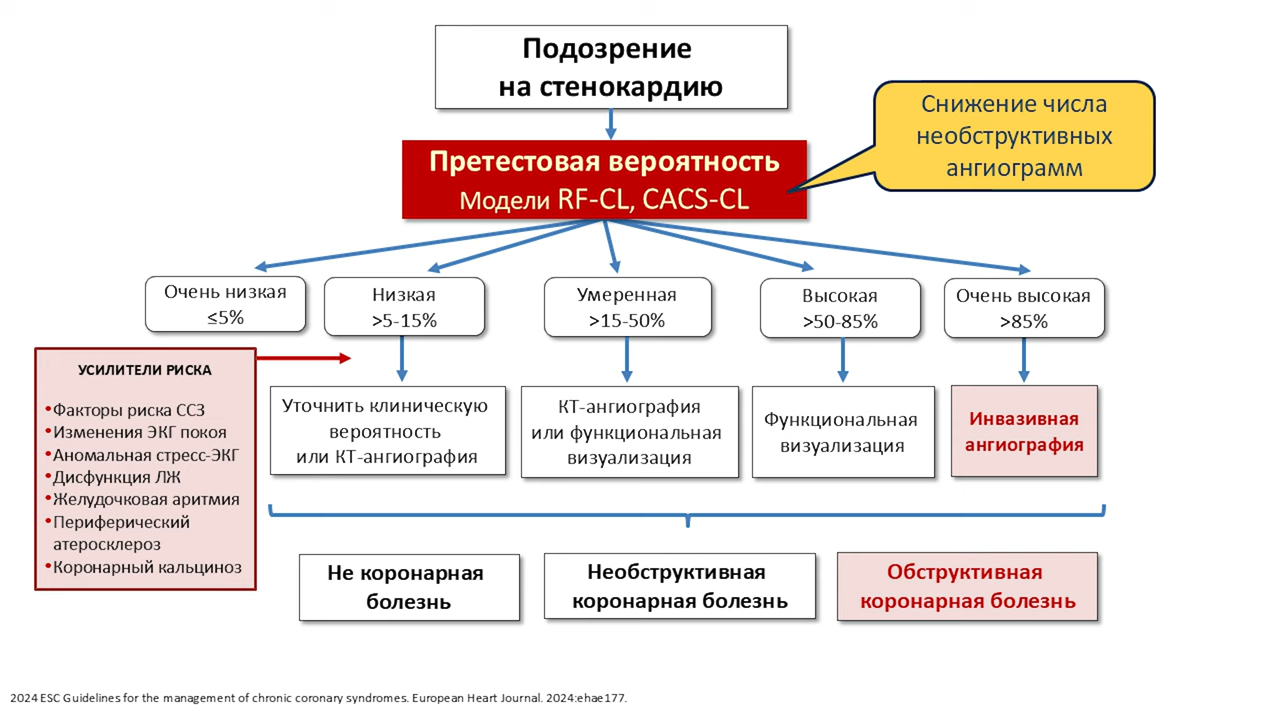 Подозрение
на стенокардию
Снижение числа
необструктивных
ангиограмм
Претестовая вероятность
Модели RF-CL, CACS-CL
Очень низкая
≤5%
Низкая
>5-15%
Умеренная
>15-50%
Высокая
>50-85%
Очень высокая
>85%
УСИЛИТЕЛИ РИСКА
•Факторы риска ССЗ
•Изменения ЭКГ покоя
•Аномальная стресс-ЭКГ
•Дисфункция ЛЖ
•Желудочковая аритмия
•Периферический
атеросклероз
•Коронарный кальциноз
Уточнить клиническую
вероятность
или КТ-ангиография
КТ-ангиография
или функциональная
визуализация
Функциональная
визуализация
Инвазивная
ангиография
Не коронарная
болезнь
Необструктивная
коронарная болезнь
Обструктивная
коронарная болезнь
2024 ESC Guidelines for the management of chronic coronary syndromes. European Heart Journal. 2024:ehae177.